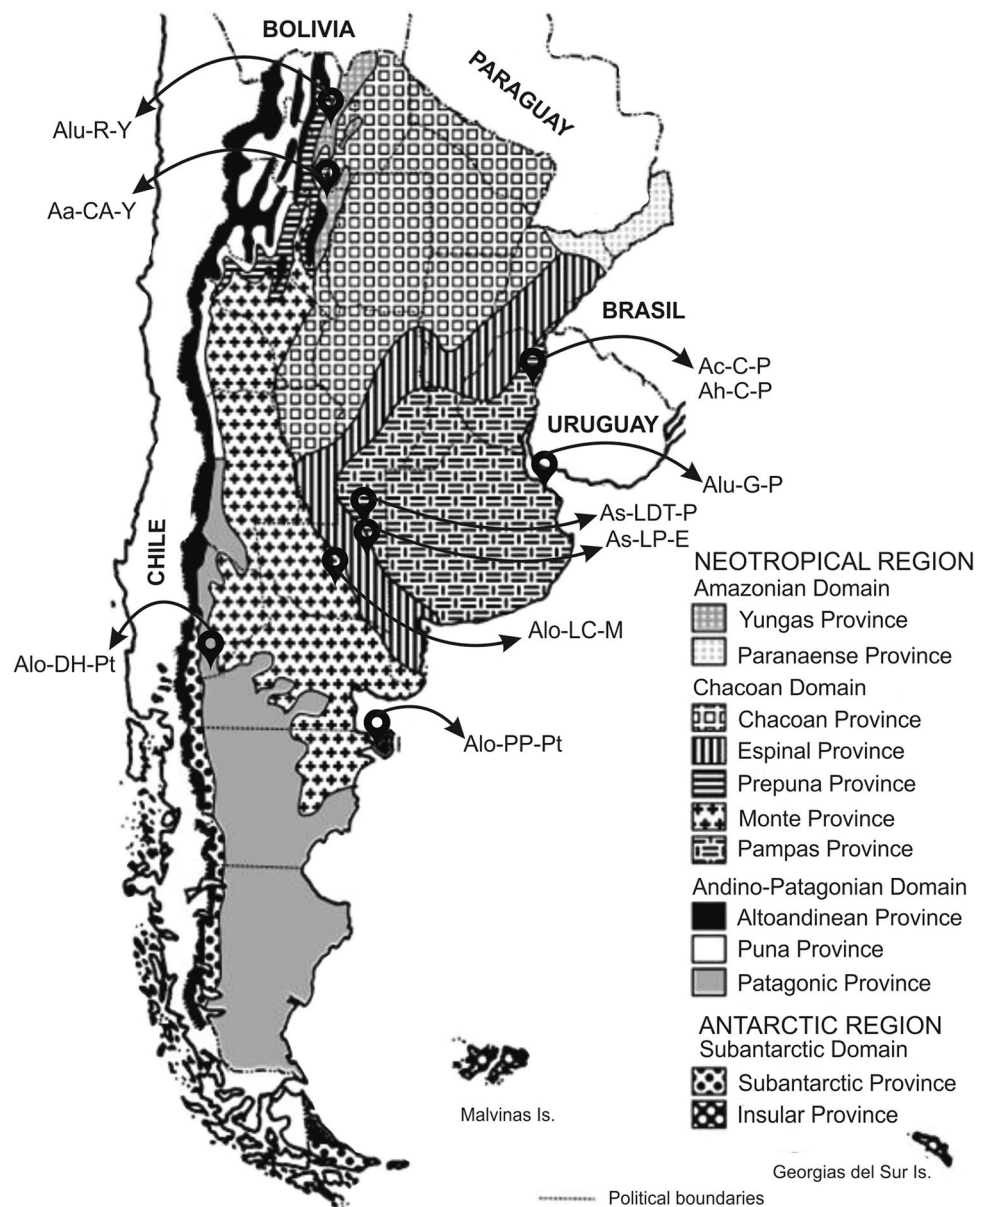 BOLIVIA
PARAGUAY
Alu-R-Y
Aa-CA-Y
BRASIL
Ac-C-P
Ah-C-P
URUGUAY
Alu-G-P
As-LDT-P
As-LP-E
CHILE
Alo-LC-M
Alo-DH-Pt
Alo-PP-Pt
NEOTROPICAL REGION
Amazonian Domain
Yungas Province
Paranaense Province
Chacoan Domain
Chacoan Province
Espinal Province
Prepuna Province
Monte Province
Pampas Province
Andino-Patagonian Domain
Altoandinean Province
Puna Province
Patagonic Province
ANTARCTIC REGION
Subantarctic Domain
Subantarctic Province
Insular Province
Malvinas Is.
Georgias del Sur Is.
Political boundaries